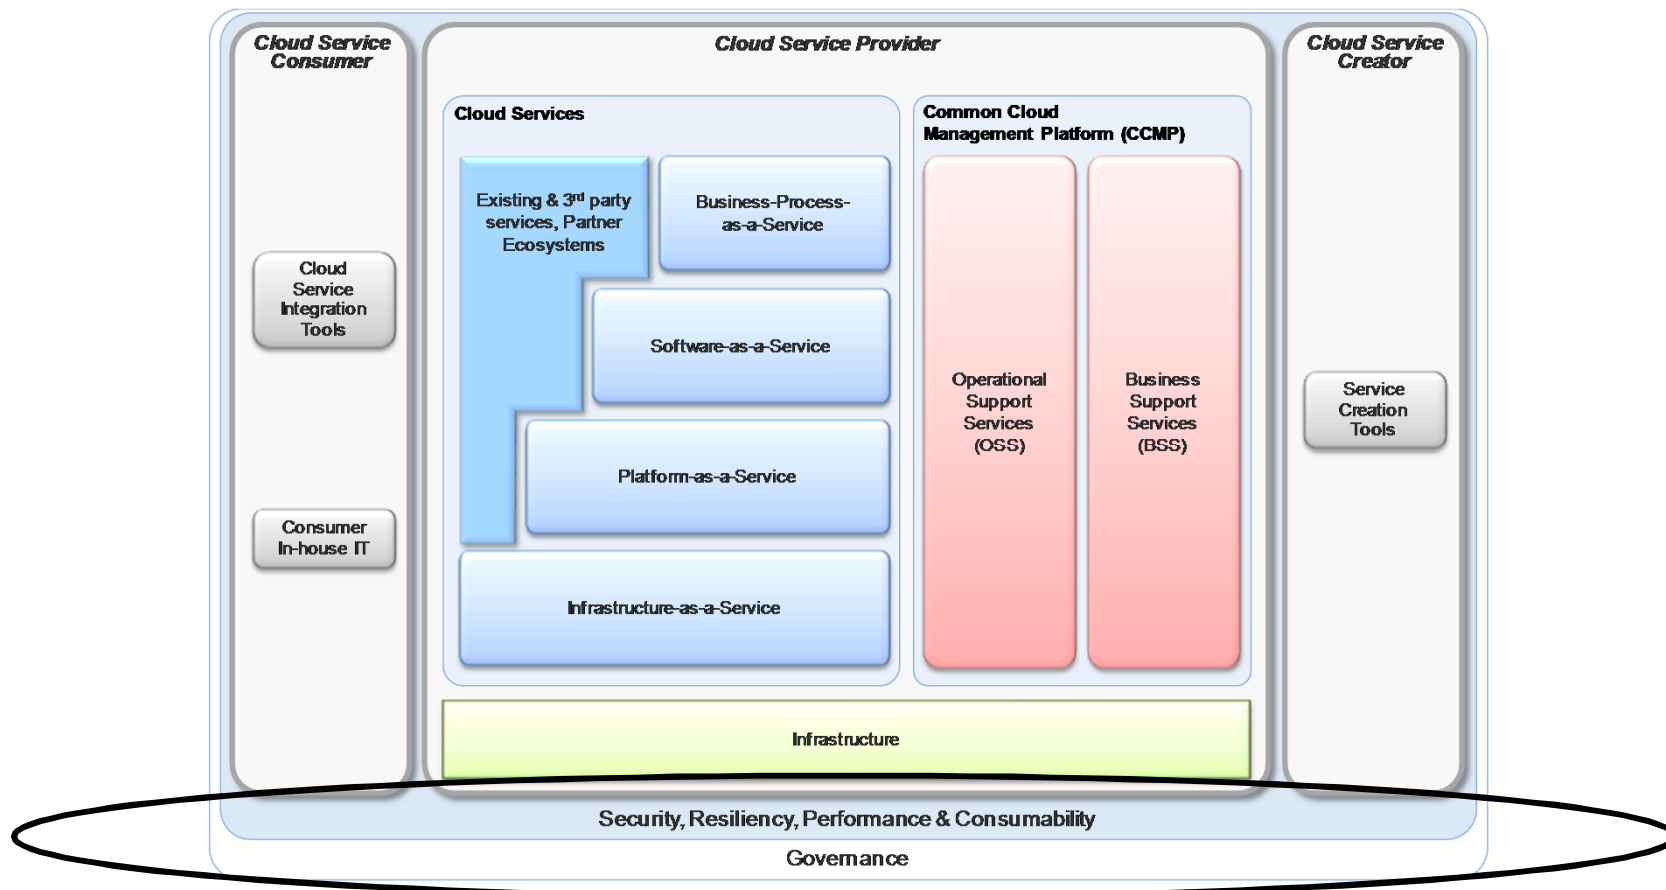 Cloud Service
Consumer
Cloud Service Provider
Cloud Service
Creator
Cloud Services
Common Cloud
Management Platform (CCMP)
Existing & 3rd party
services, Partner
Ecosystems
Business-Process-
as-a-Service
Cloud
Service
Integration
Tools
Software-as-a-Service
Operational
Support
Services
(OSS)
Business
Support
Services
(BSS)
Service
Creation
Tools
Platform-as-a-Service
Consumer
In-house IT
Infrastructure-as-a-Service
Infrastructure
Security, Resiliency, Performance & Consumability
Governance